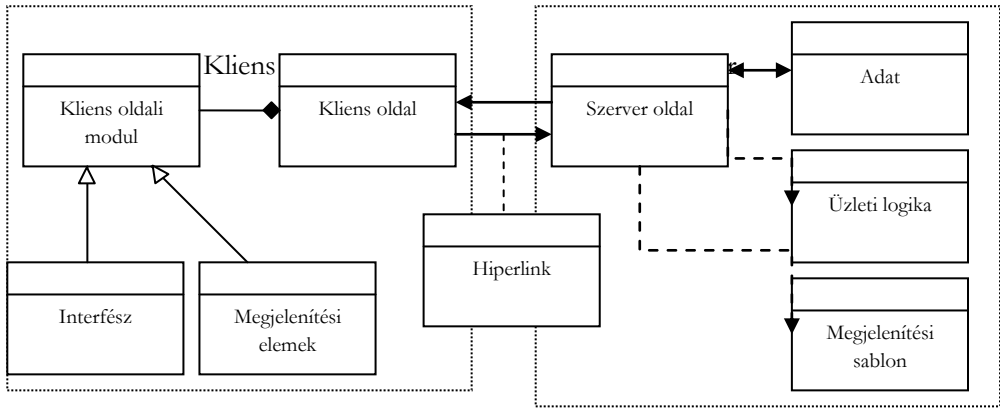 Kliens
Kliens oldali
modul
Kliens oldal
Szerver oldal
Adat
Üzleti logika
Hiperlink
Interfész
Megjelenítési
elemek
Megjelenítési
sablon